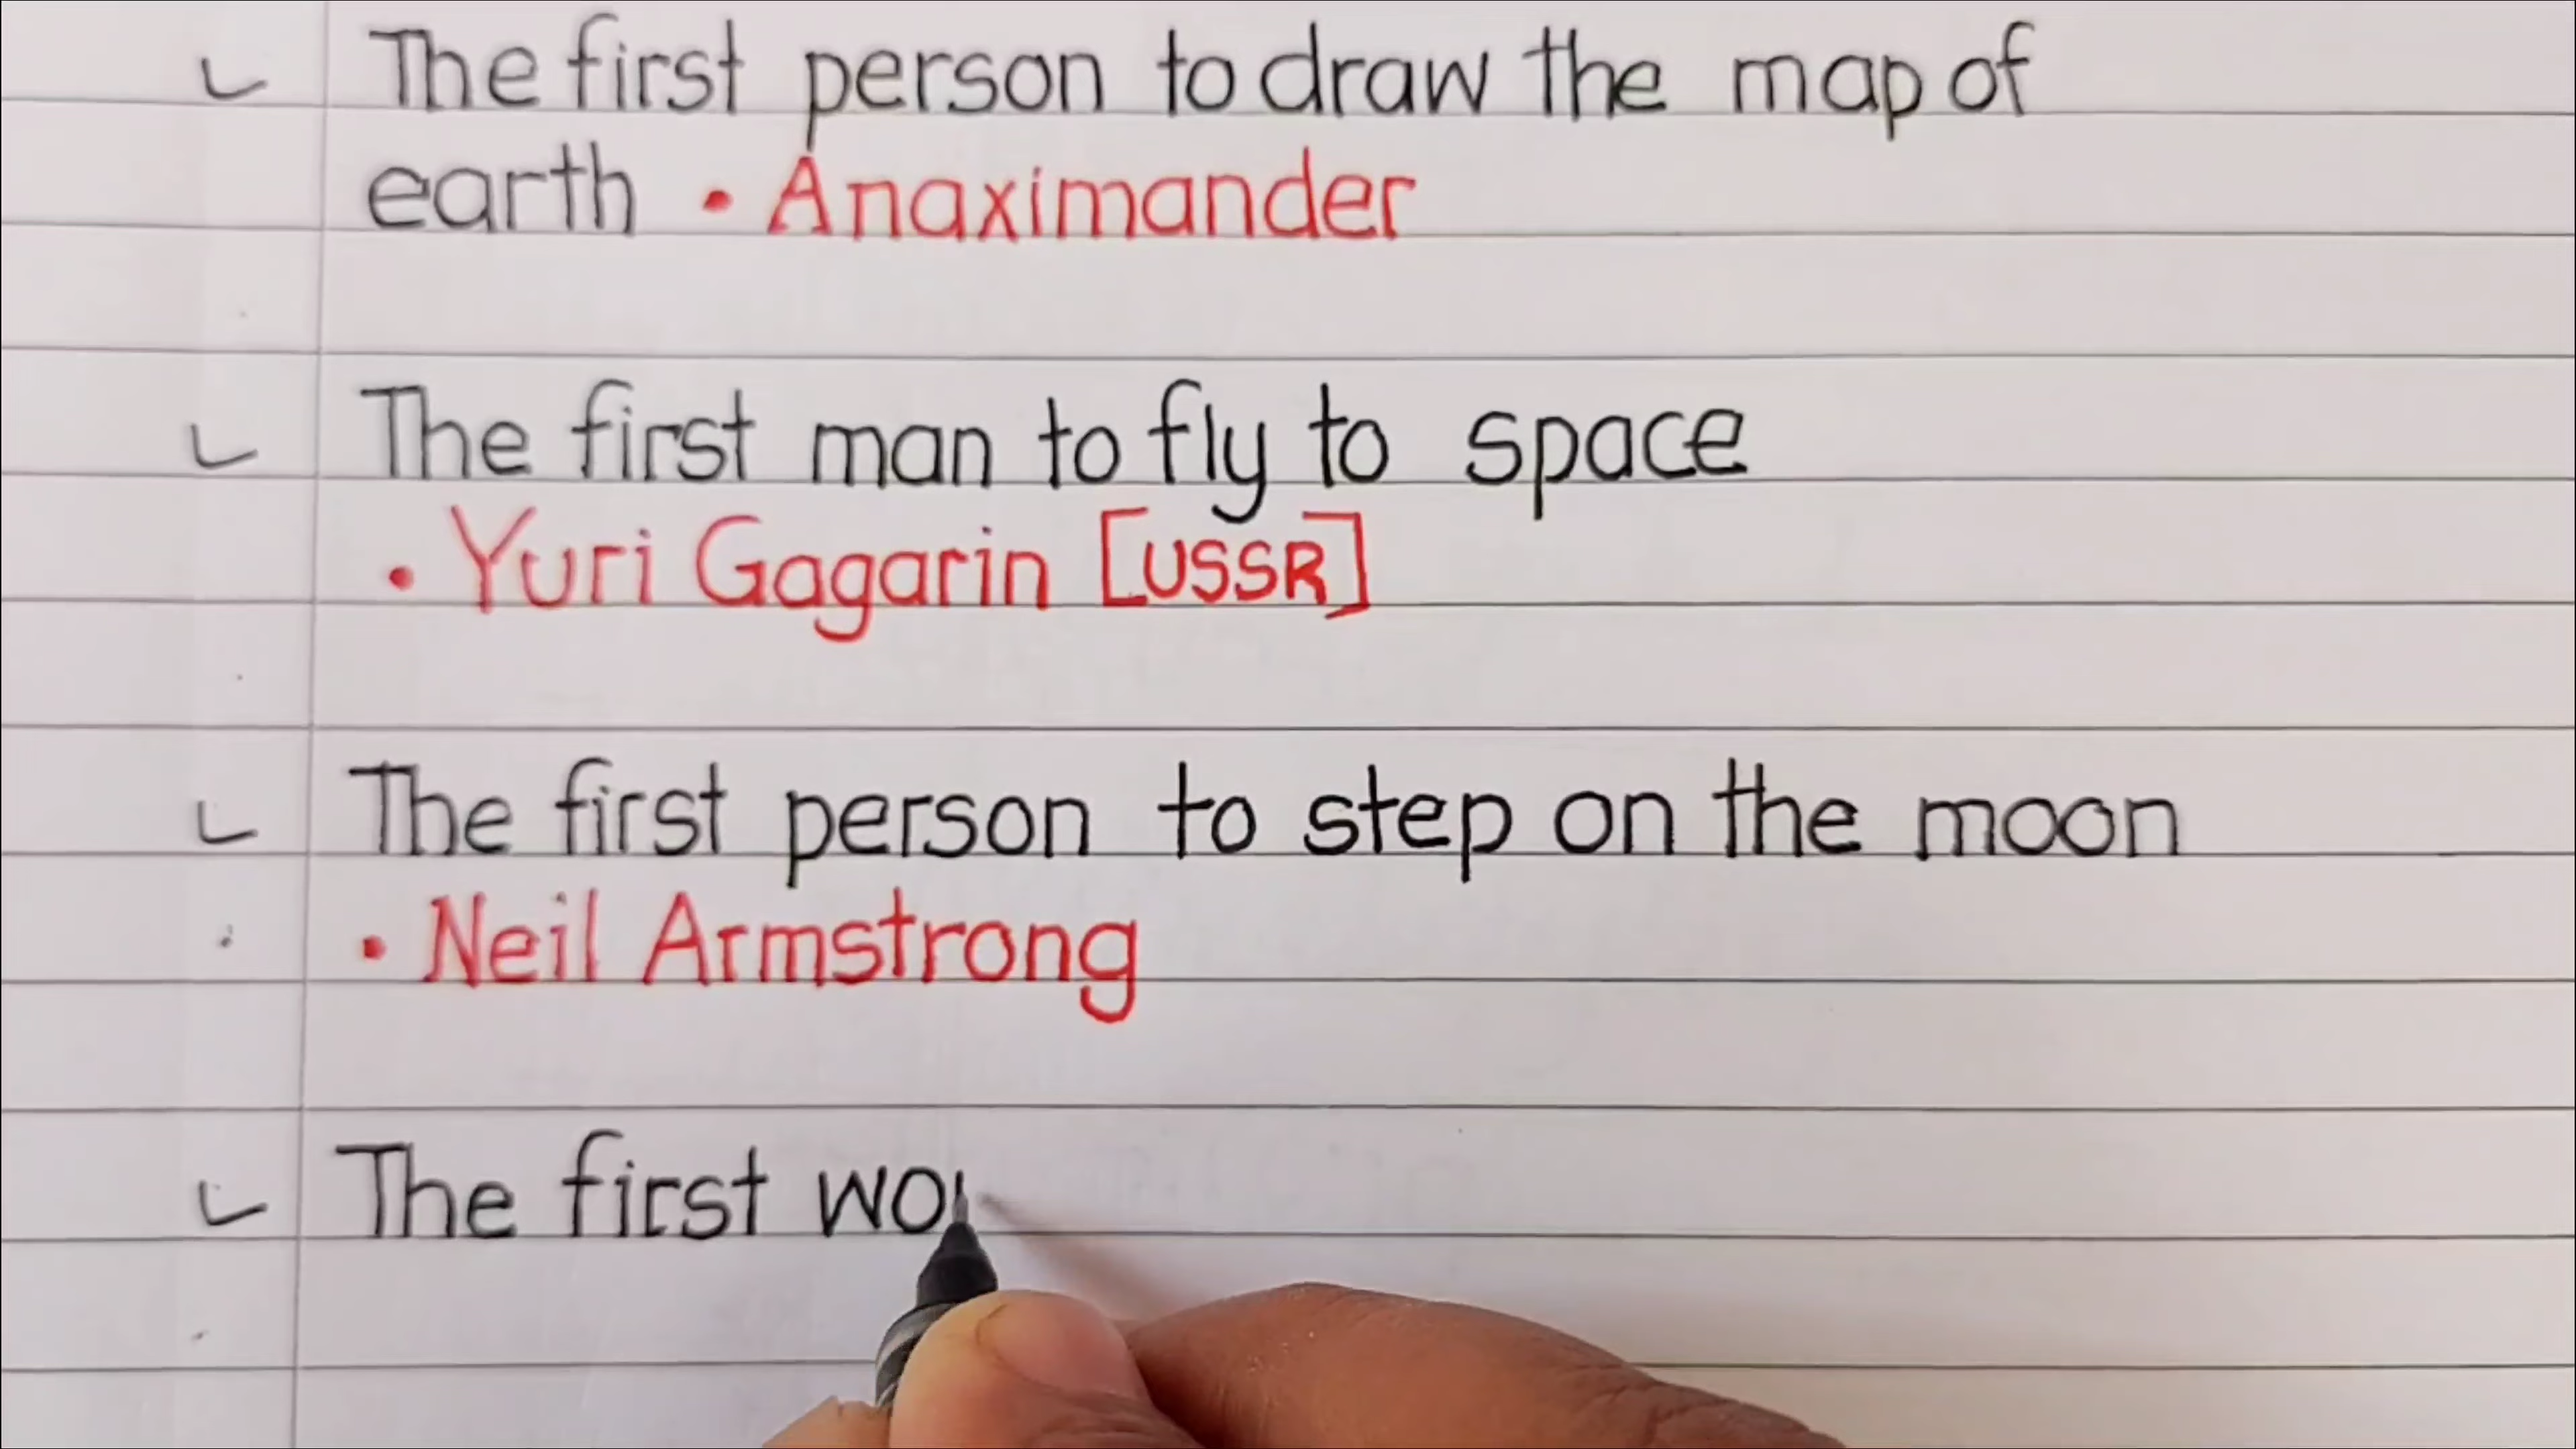 The first person to draw the map of
earth • Anaximander
The first man to fly to space
• Yuri Gagarin [USSR]
The first person to step on the moon
• Neil Armstrong
The first